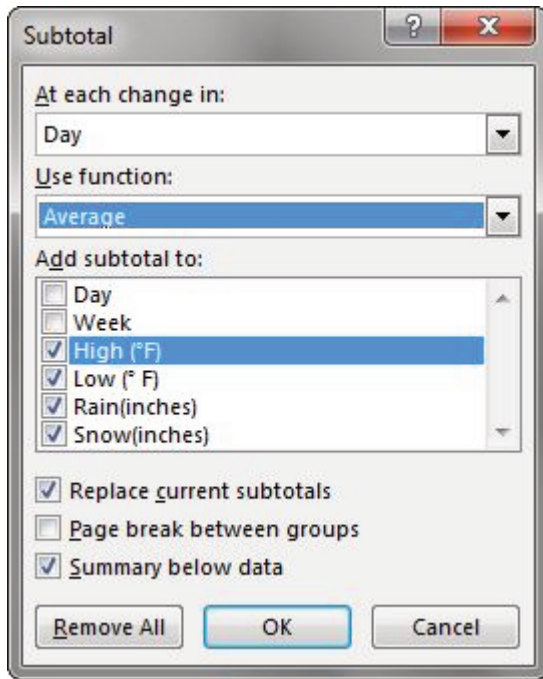 Subtotal
?
At each change in:
Day
Use function:
Average
Add subtotal to:
Day
Week
High (°F)
Low (° F)
Rain(inches)
Snow(inches)
Replace current subtotals
Page break between groups
Summary below data
Remove All OK Cancel